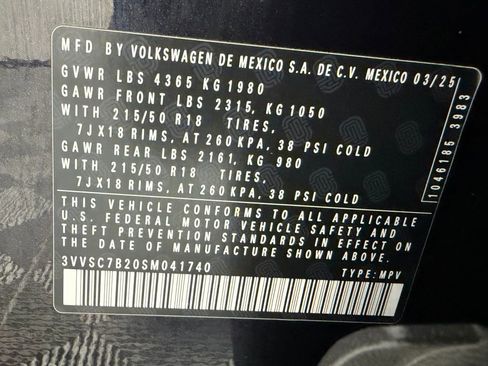 MFD BY VOLKSWAGEN DE MEXICO S.A. DE C.V. MEXICO 03/25
GVWR LBS 4365 KG 1980
GAWR FRONT LBS 2315, KG 1050
WITH 215/50 R18 TIRES,
7JX18 RIMS, AT 260 KPA, 38 PSI COLD
GAWR REAR LBS 2161, KG 980
WITH 215/50 R18 TIRES,
7JX18 RIMS, AT 260 KPA, 38 PSI COLD
THIS VEHICLE CONFORMS TO ALL APPLICABLE
U.S. FEDERAL MOTOR VEHICLE SAFETY AND
THEFT PREVENTION STANDARDS IN EFFECT ON
THE DATE OF MANUFACTURE SHOWN ABOVE.
3VVSC7B20SM041740
TYPE: MPV
1046185 3983